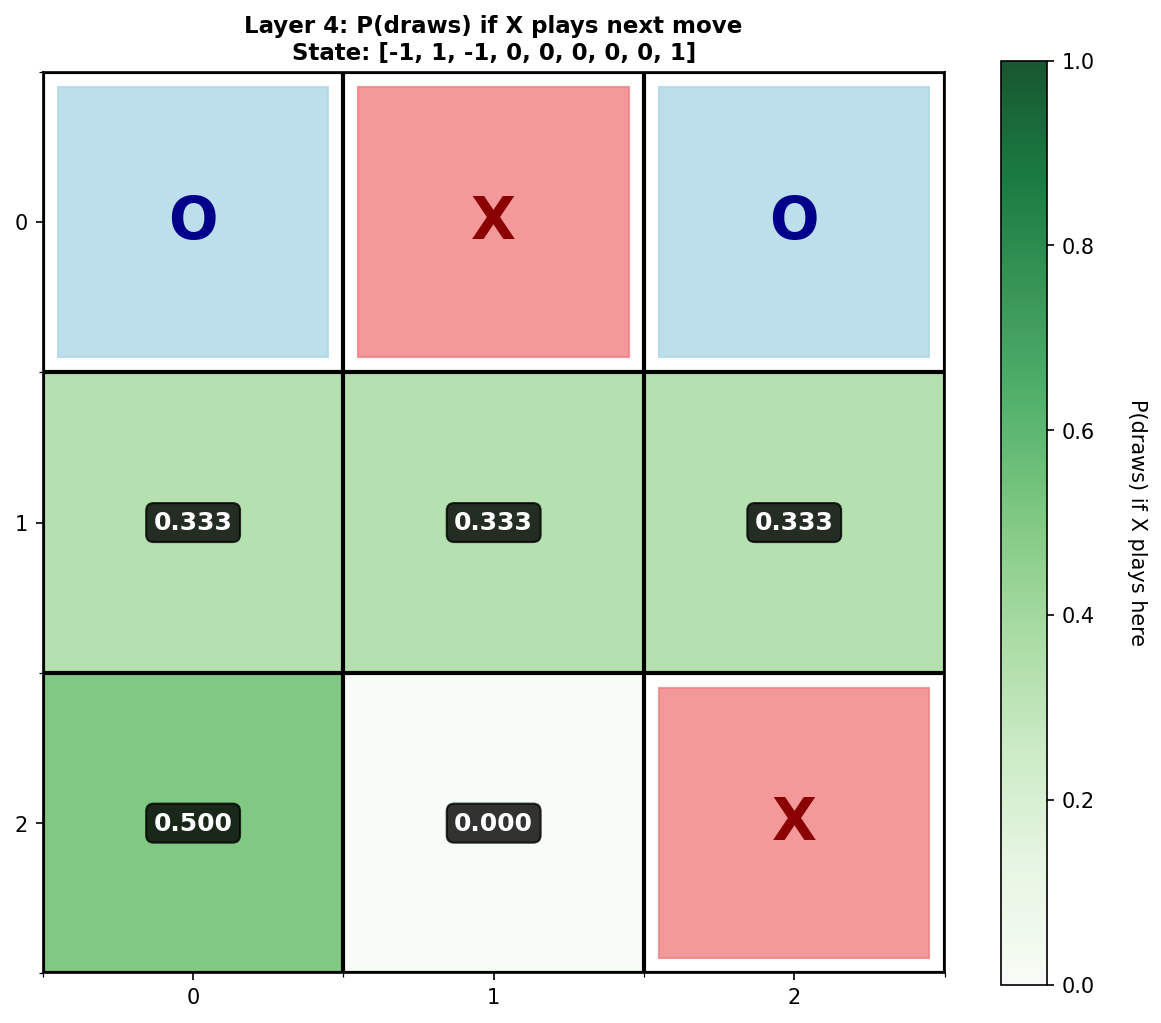 Layer 4: P(draws) if X plays next move
State: [-1, 1, -1, 0, 0, 0, 0, 0, 1]
O X O
0
0.333 0.333 0.333
1
0.500 0.000 X
2
0 1 2
1.0
0.8
0.6
0.4
0.2
0.0
P(draws) if X plays here